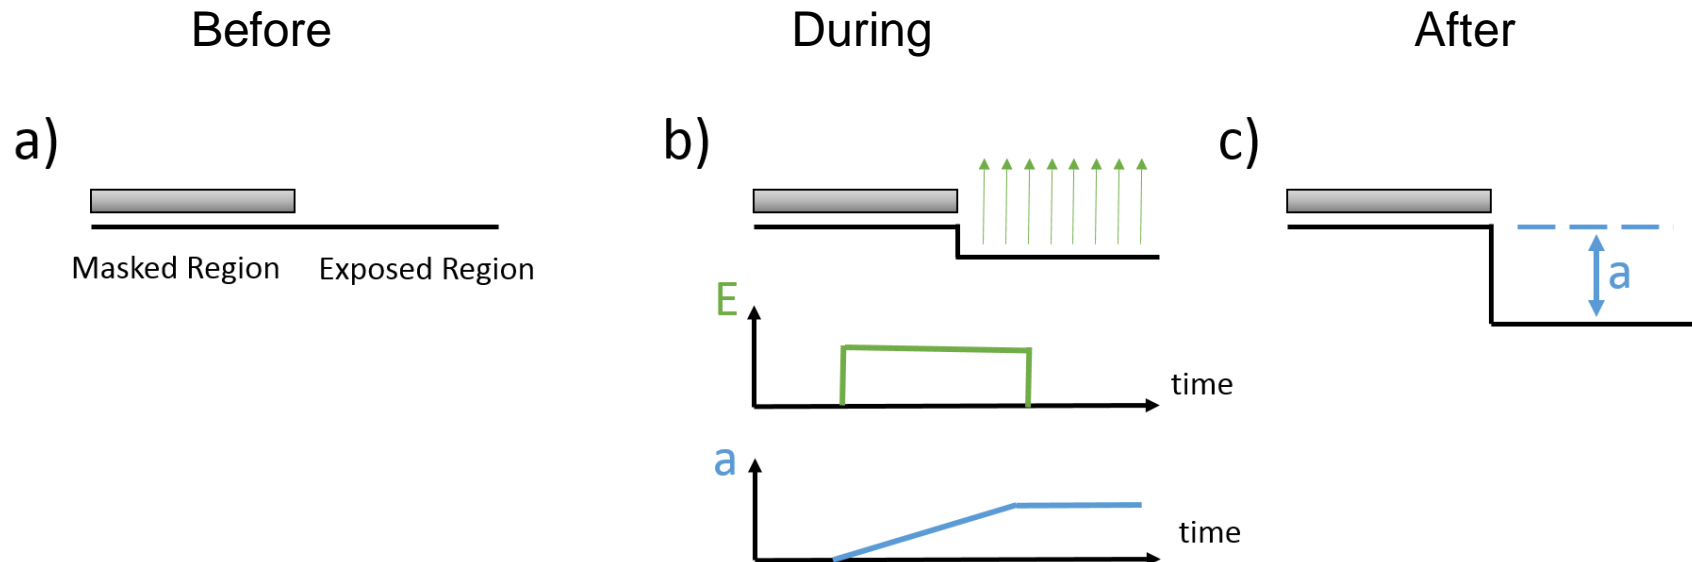 Before
During
After
a)
b)
c)
Masked Region
Exposed Region
a
E
time
a
time